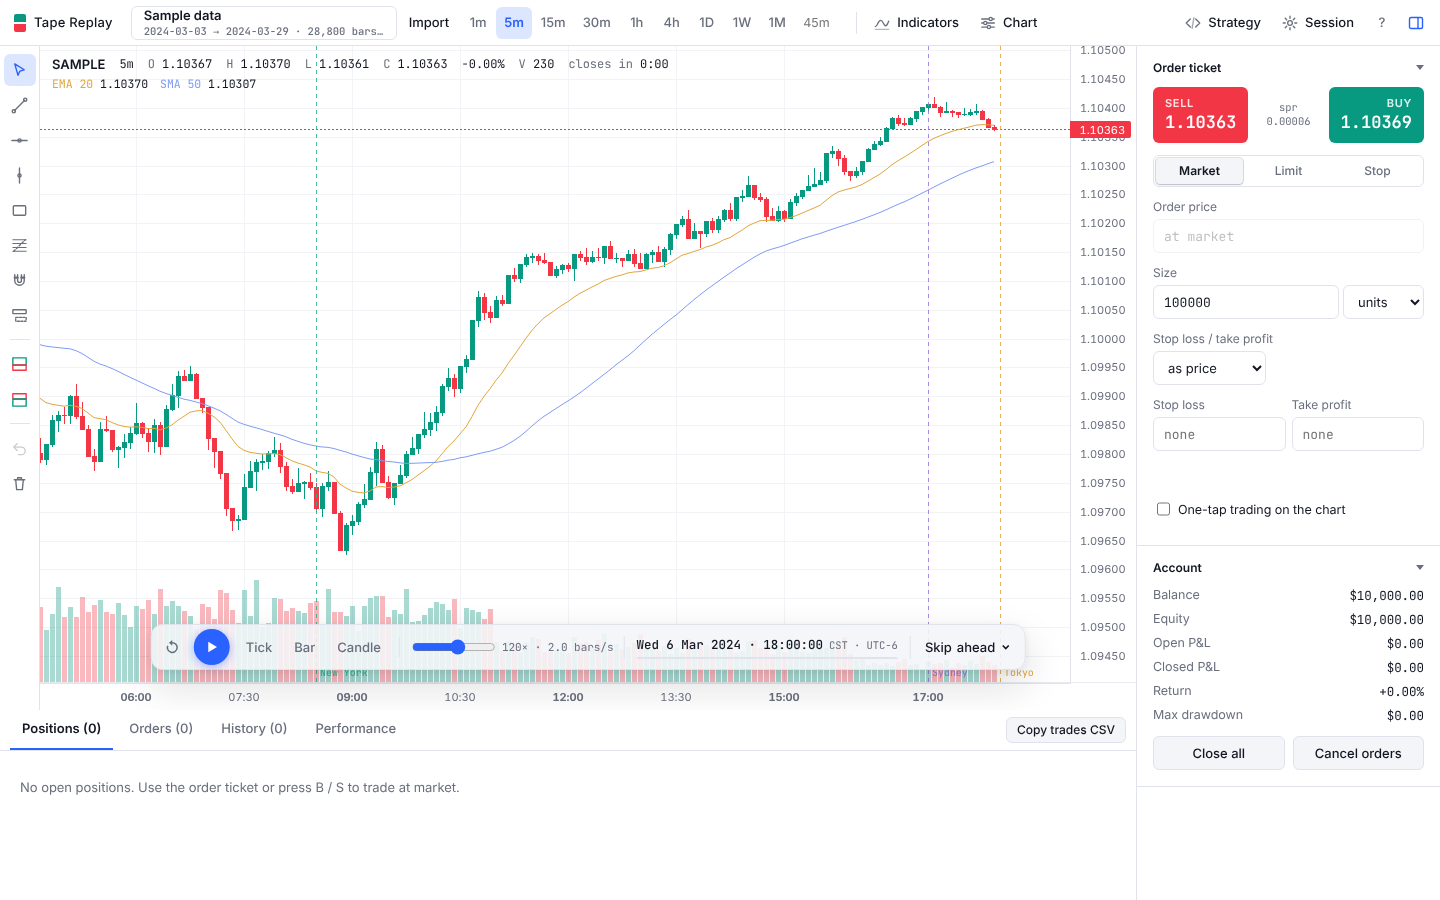 Tape Replay
Sample data
2024-03-03 → 2024-03-29 · 28,800 bars…
Import
1m 5m 15m 30m 1h 4h 1D 1W 1M 45m
Indicators
Chart
Strategy
Session
?
SAMPLE 5m O 1.10367 H 1.10370 L 1.10361 C 1.10363 -0.00% V 230 closes in 0:00
EMA 20 1.10370 SMA 50 1.10307
1.10500
1.10450
1.10400
1.10363
1.10300
1.10250
1.10200
1.10150
1.10100
1.10050
1.10000
1.09950
1.09900
1.09850
1.09800
1.09750
1.09700
1.09650
1.09600
1.09550
1.09500
1.09450
Tick Bar Candle
120× · 2.0 bars/s
Wed 6 Mar 2024 · 18:00:00 CST · UTC-6
Skip ahead
New York
Sydney
Tokyo
06:00 07:30 09:00 10:30 12:00 13:30 15:00 17:00
Positions (0) Orders (0) History (0) Performance
Copy trades CSV
No open positions. Use the order ticket or press B / S to trade at market.
Order ticket
SELL
1.10363
spr
0.00006
BUY
1.10369
Market Limit Stop
Order price
at market
Size
100000
units
Stop loss / take profit
as price
Stop loss Take profit
none none
One-tap trading on the chart
Account
Balance $10,000.00
Equity $10,000.00
Open P&L $0.00
Closed P&L $0.00
Return +0.00%
Max drawdown $0.00
Close all Cancel orders